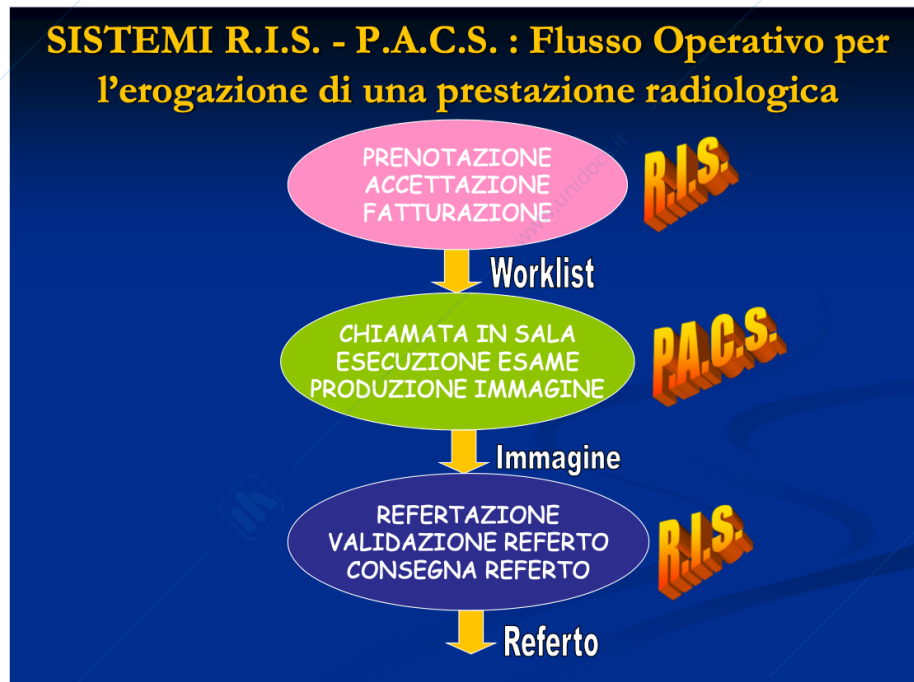 SISTEMI R.I.S. - P.A.C.S. : Flusso Operativo per
l'erogazione di una prestazione radiologica
PRENOTAZIONE
ACCETTAZIONE
FATTURAZIONE
R.I.S.
Worklist
CHIAMATA IN SALA
ESECUZIONE ESAME
PRODUZIONE IMMAGINE
P.A.C.S.
Immagine
REFERTAZIONE
VALIDAZIONE REFERTO
CONSEGNA REFERTO
R.I.S.
Referto